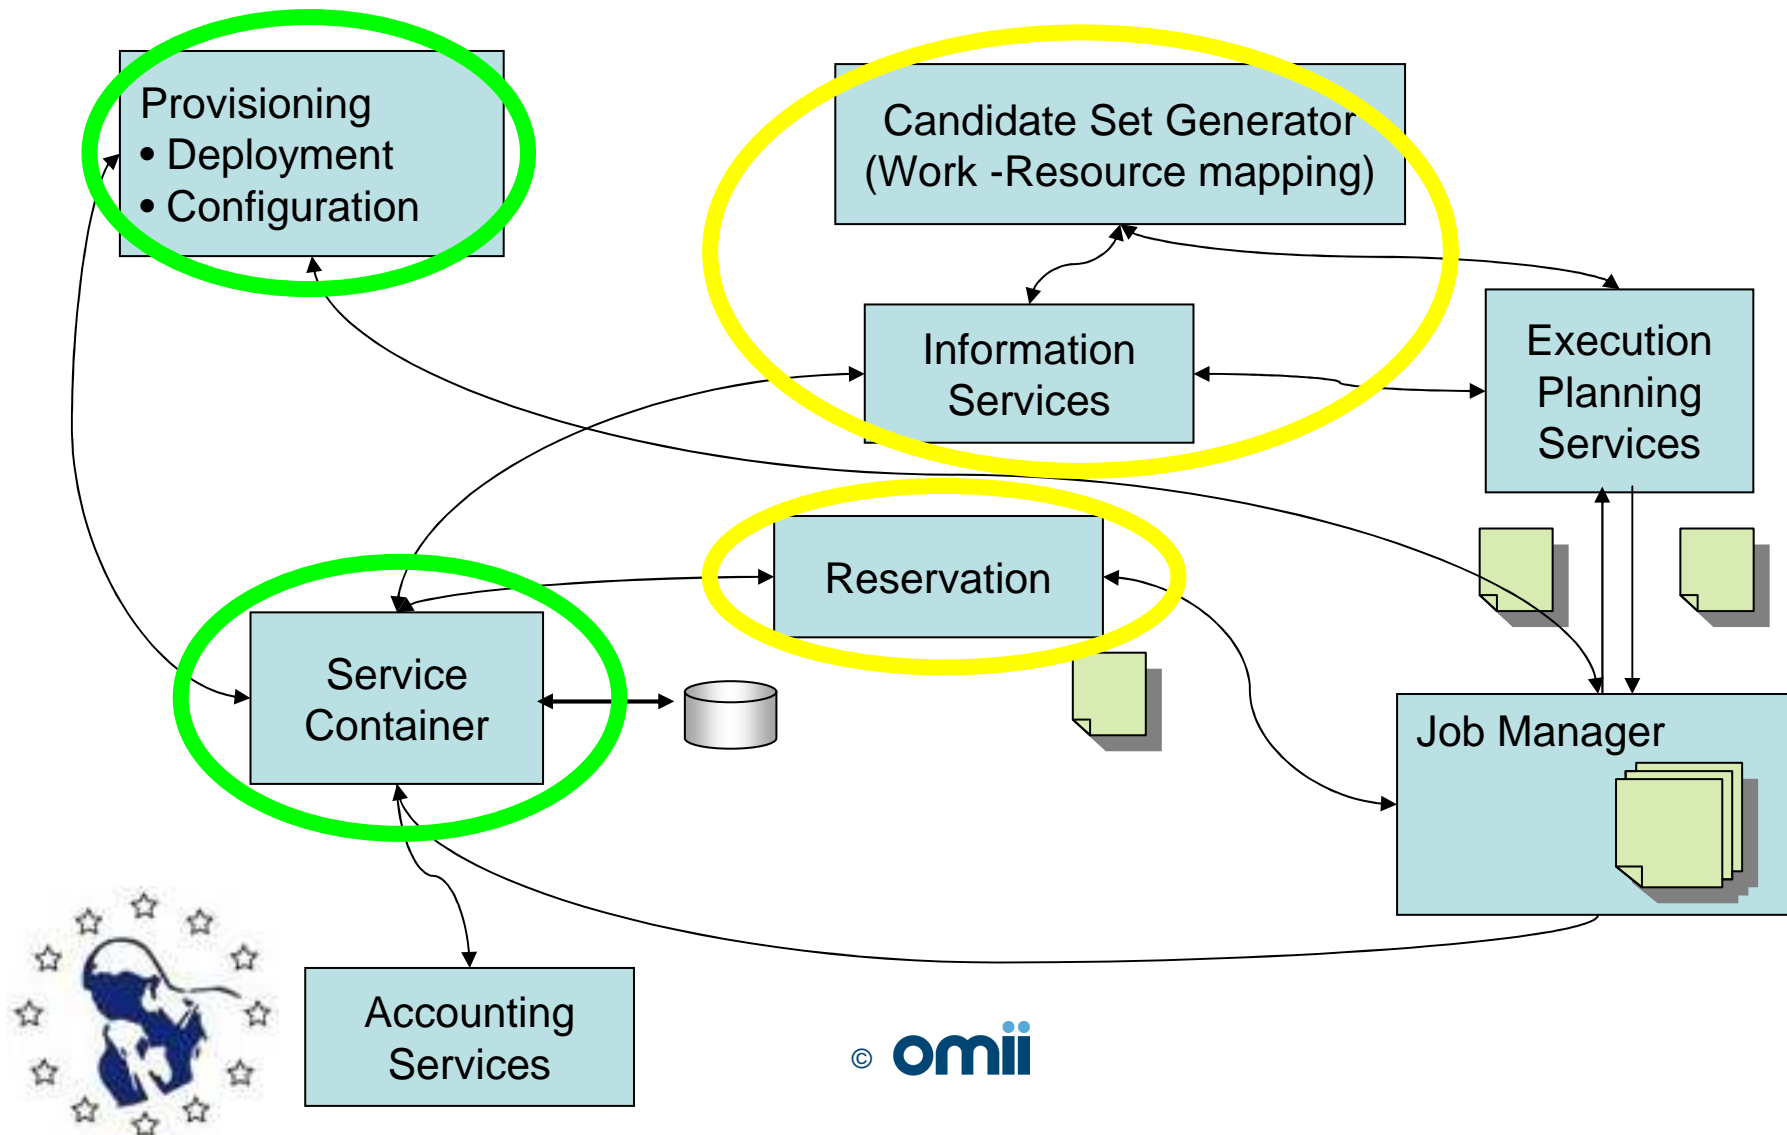 Provisioning
• Deployment
• Configuration
Candidate Set Generator
(Work -Resource mapping)
Information
Services
Execution
Planning
Services
Reservation
Service
Container
Job Manager
Accounting
Services
© omii